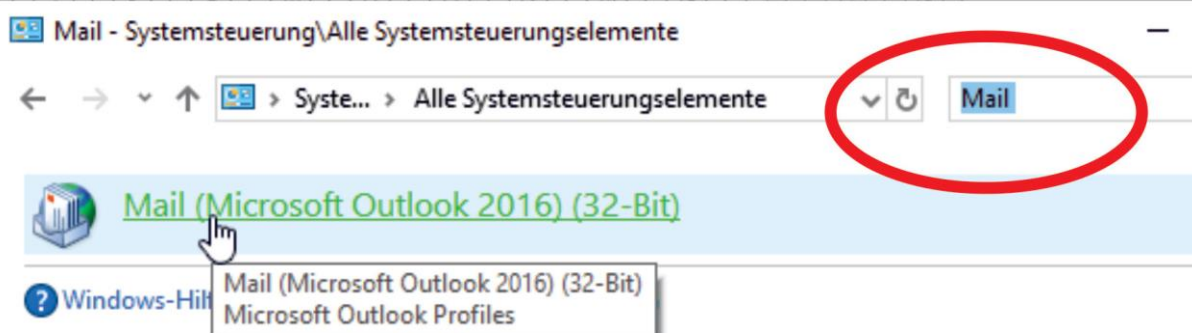 Mail - Systemsteuerung\Alle Systemsteuerungselemente
Syste... > Alle Systemsteuerungselemente
Mail
Mail (Microsoft Outlook 2016) (32-Bit)
Mail (Microsoft Outlook 2016) (32-Bit)
Windows-Hilf
Microsoft Outlook Profiles